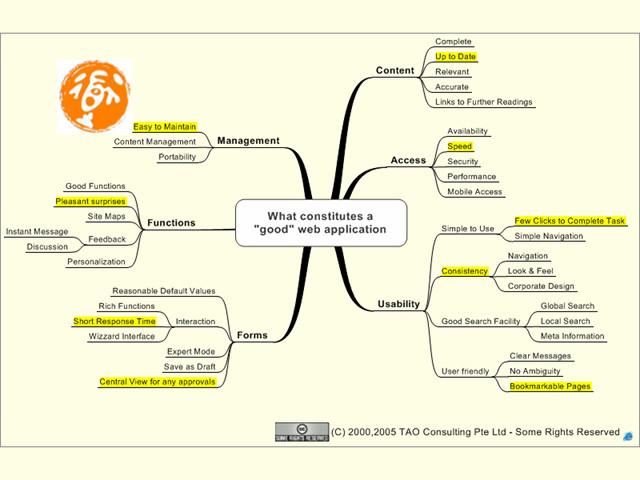 What constitutes a
"good" web application
Content
Complete
Up to Date
Relevant
Accurate
Links to Further Readings
Access
Availability
Speed
Security
Performance
Mobile Access
Usability
Simple to Use
Few Clicks to Complete Task
Simple Navigation
Consistency
Navigation
Look & Feel
Corporate Design
Good Search Facility
Global Search
Local Search
Meta Information
User friendly
Clear Messages
No Ambiguity
Bookmarkable Pages
Management
Easy to Maintain
Content Management
Portability
Functions
Good Functions
Pleasant surprises
Site Maps
Feedback
Instant Message
Discussion
Personalization
Forms
Reasonable Default Values
Interaction
Rich Functions
Short Response Time
Wizzard Interface
Expert Mode
Save as Draft
Central View for any approvals
cc
SOME RIGHTS RESERVED
(C) 2000,2005 TAO Consulting Pte Ltd - Some Rights Reserved